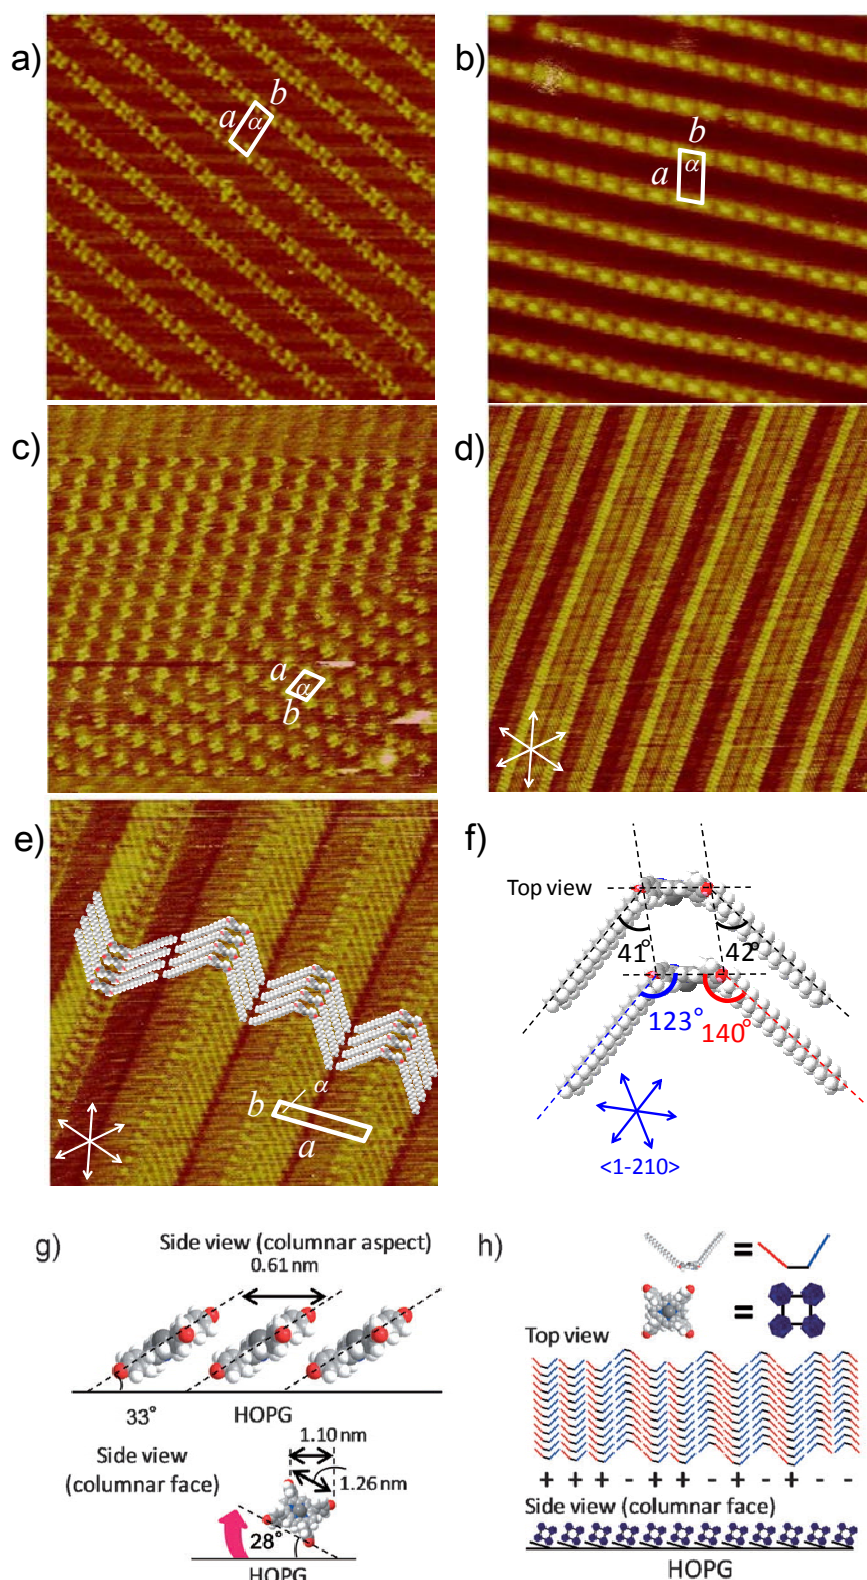 a)
a
b
α
b)
b
α
a
c)
a
α
b
d)
e)
b
α
a
f)
Top view
41°
42°
123°
140°
<1-210>
g)
Side view (columnar aspect)
0.61 nm
33°
HOPG
Side view
(columnar face)
1.10 nm
1.26 nm
28°
HOPG
h)
=
=
Top view
+ + + - + + - + - + - -
Side view (columnar face)
HOPG